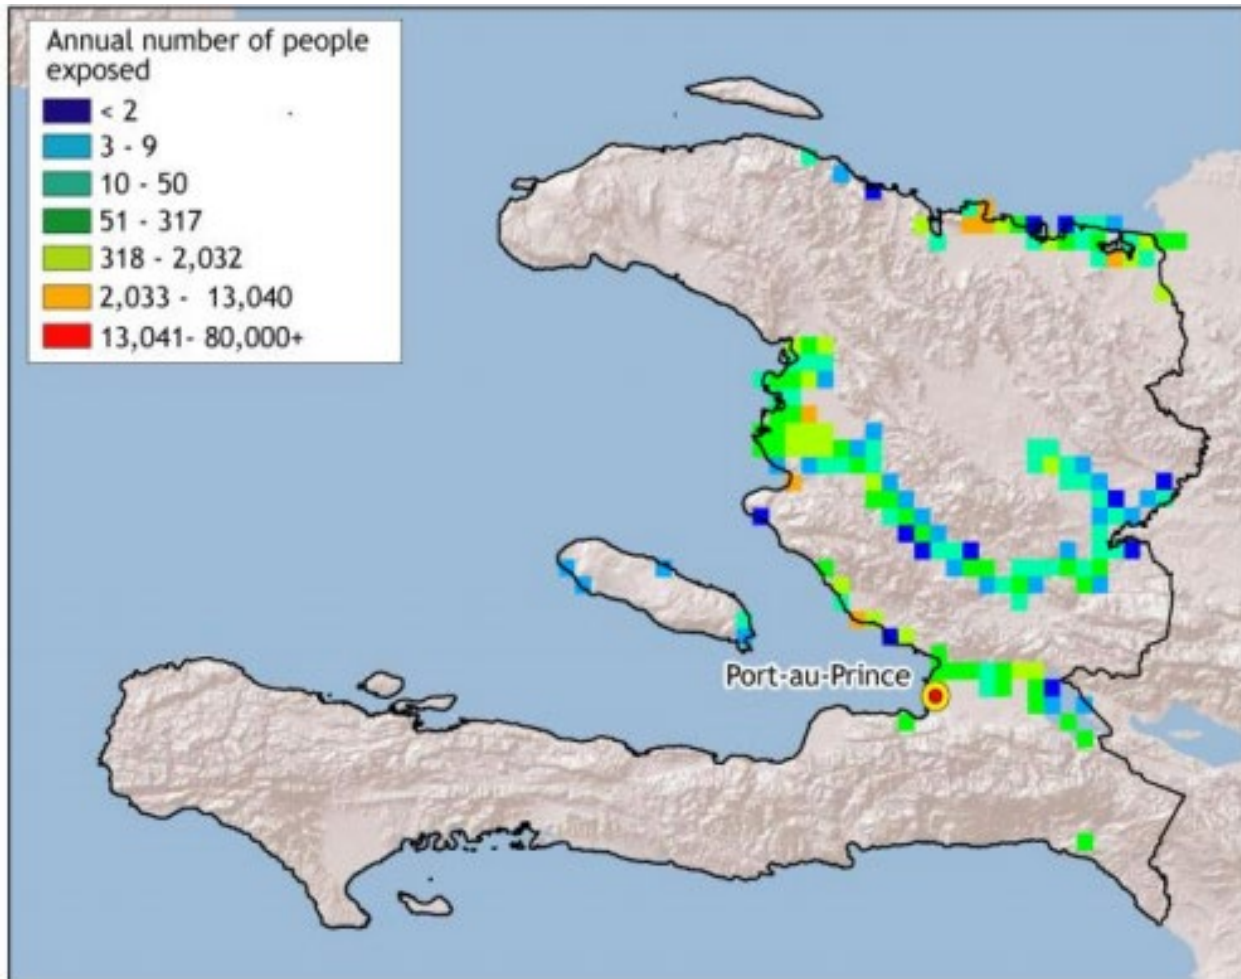 Annual number of people
exposed
< 2
3 - 9
10 - 50
51 - 317
318 - 2,032
2,033 - 13,040
13,041- 80,000+
Port-au-Prince